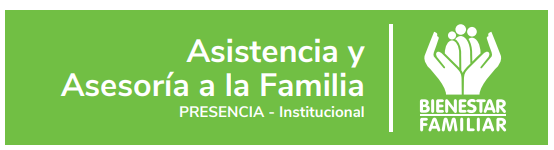 Asistencia y
Asesoría a la Familia
PRESENCIA - Institucional
BIENESTAR
FAMILIAR